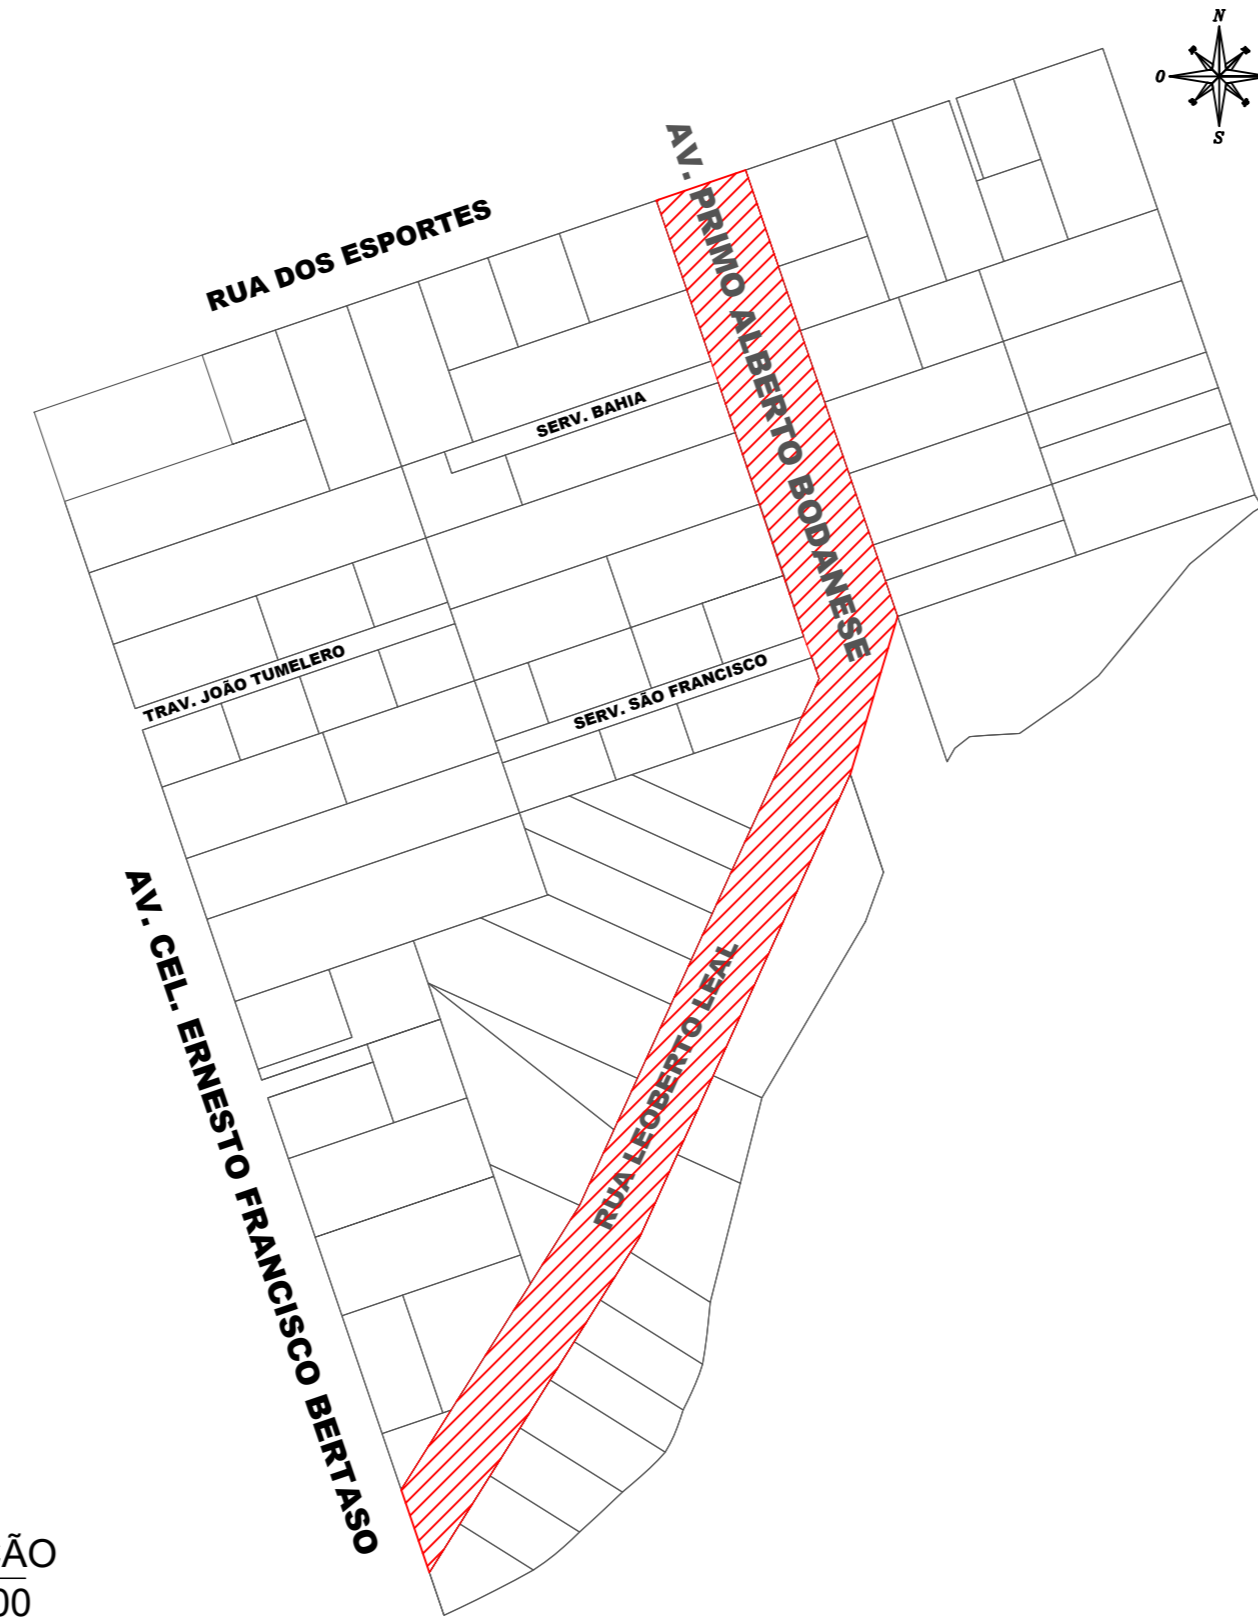 N
O
S
AV. PRIMO ALBERTO BODANESE
RUA DOS ESPORTES
SERV. BAHIA
TRAV. JOÃO TUMELERO
SERV. SÃO FRANCISCO
AV. CEL. ERNESTO FRANCISCO BERTASO
RUA LEOBERTO LEAL
ÃO
00